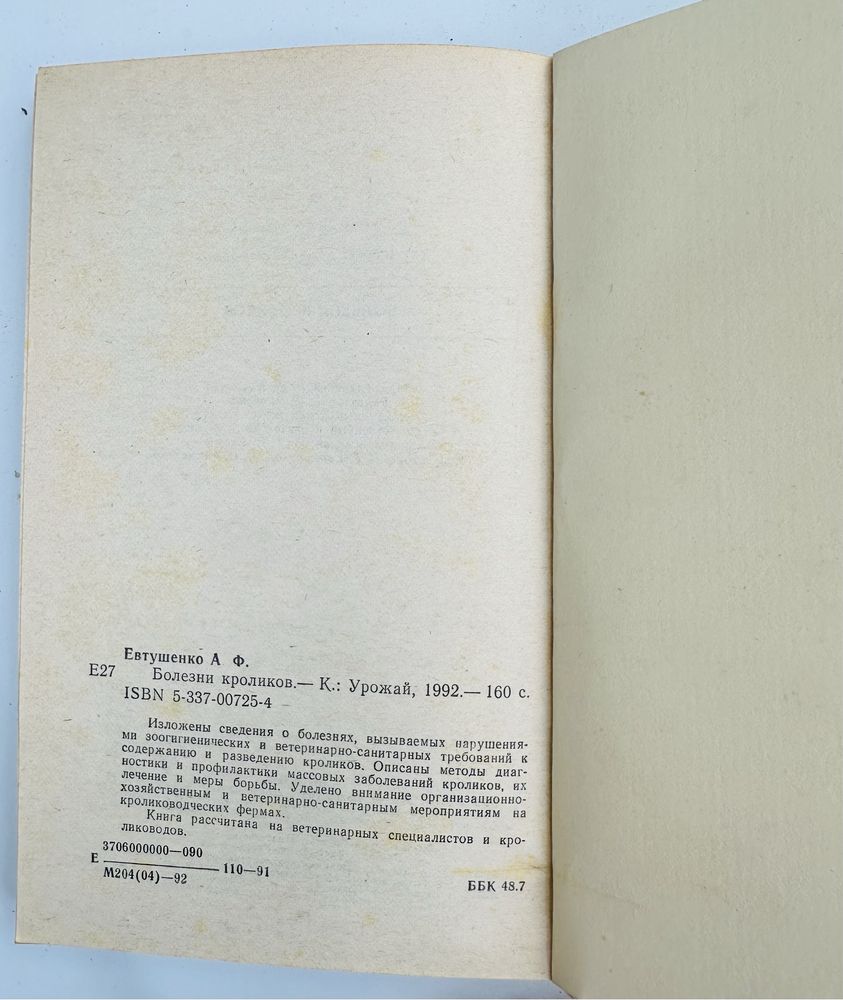 Евтушенко А Ф.
Е27 Болезни кроликов.— К.: Урожай, 1992.— 160 с.
ISBN 5-337-00725-4
Изложены сведения о болезнях, вызываемых нарушения-
ми зоогигиенических и ветеринарно-санитарных требований к
содержанию и разведению кроликов. Описаны методы диаг-
ностики и профилактики массовых заболеваний кроликов, их
лечение и меры борьбы. Уделено внимание организационно-
хозяйственным и ветеринарно-санитарным мероприятиям на
кролиководческих фермах.
Книга рассчитана на ветеринарных специалистов и кро-
лиководов.
3706000000—090
Е 110—91
М204(04)—92
ББК 48.7